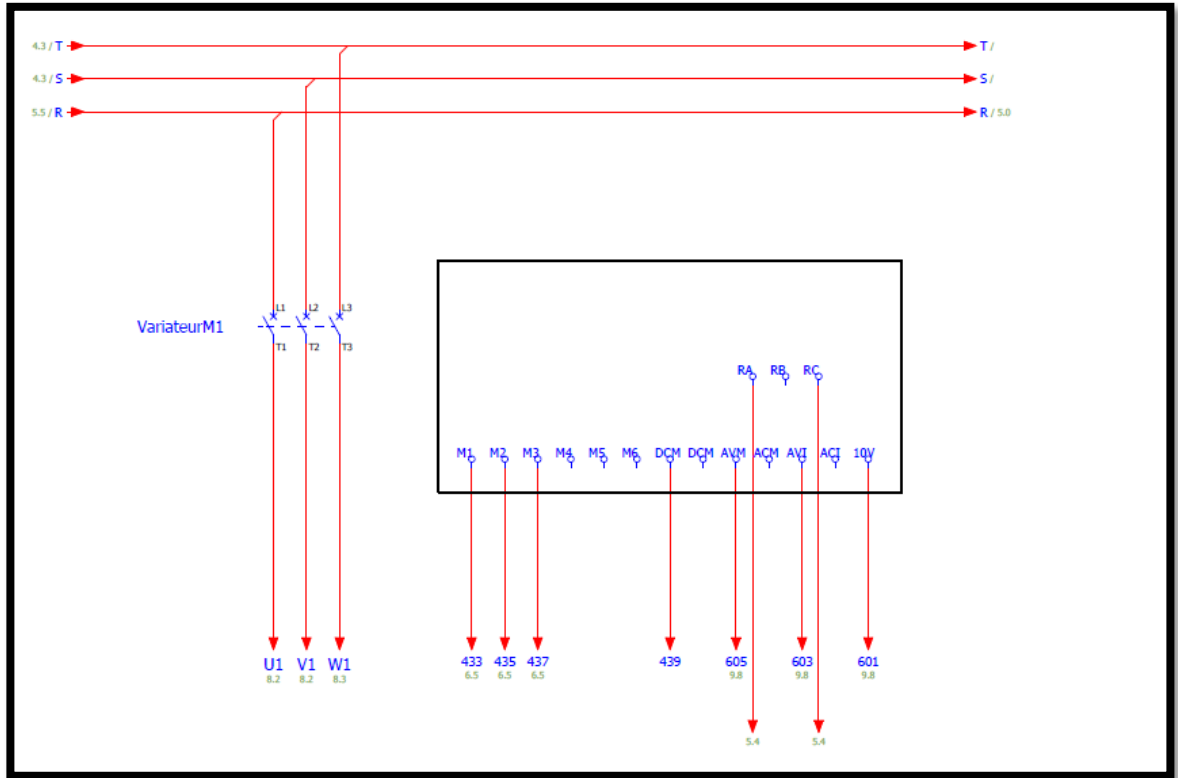 4.3 / T T /
4.3 / S S /
5.5 / R R / 5.0
L1 L2 L3
VariateurM1
T1 T2 T3
RA RB RC
M1 M2 M3 M4 M5 M6 DCM DCM AVM ACM AVI ACI 10V
U1 V1 W1 433 435 437 439 605 603 601
8.2 8.2 8.3 6.5 6.5 6.5 9.8 9.8 9.8
5.4 5.4